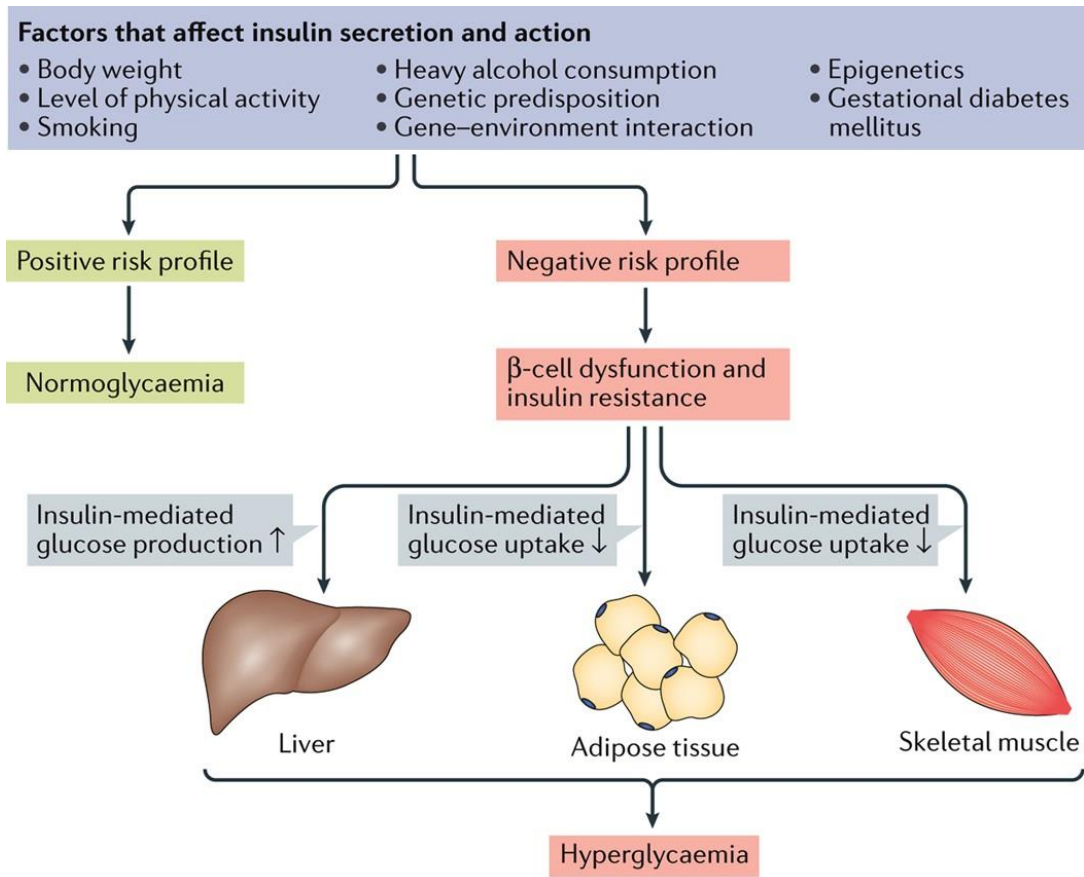 Factors that affect insulin secretion and action
• Body weight
• Level of physical activity
• Smoking
• Heavy alcohol consumption
• Genetic predisposition
• Gene–environment interaction
• Epigenetics
• Gestational diabetes
mellitus
Positive risk profile
Negative risk profile
Normoglycaemia
β-cell dysfunction and
insulin resistance
Insulin-mediated
glucose production ↑
Insulin-mediated
glucose uptake ↓
Insulin-mediated
glucose uptake ↓
Liver
Adipose tissue
Skeletal muscle
Hyperglycaemia